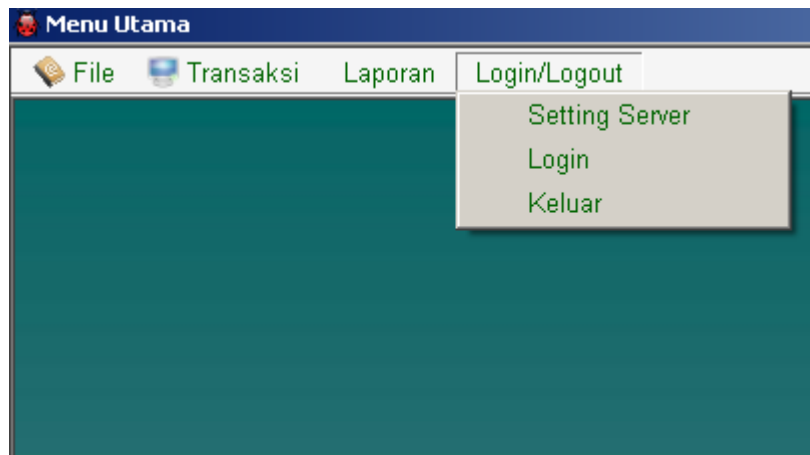 Menu Utama
File Transaksi Laporan Login/Logout
Setting Server
Login
Keluar